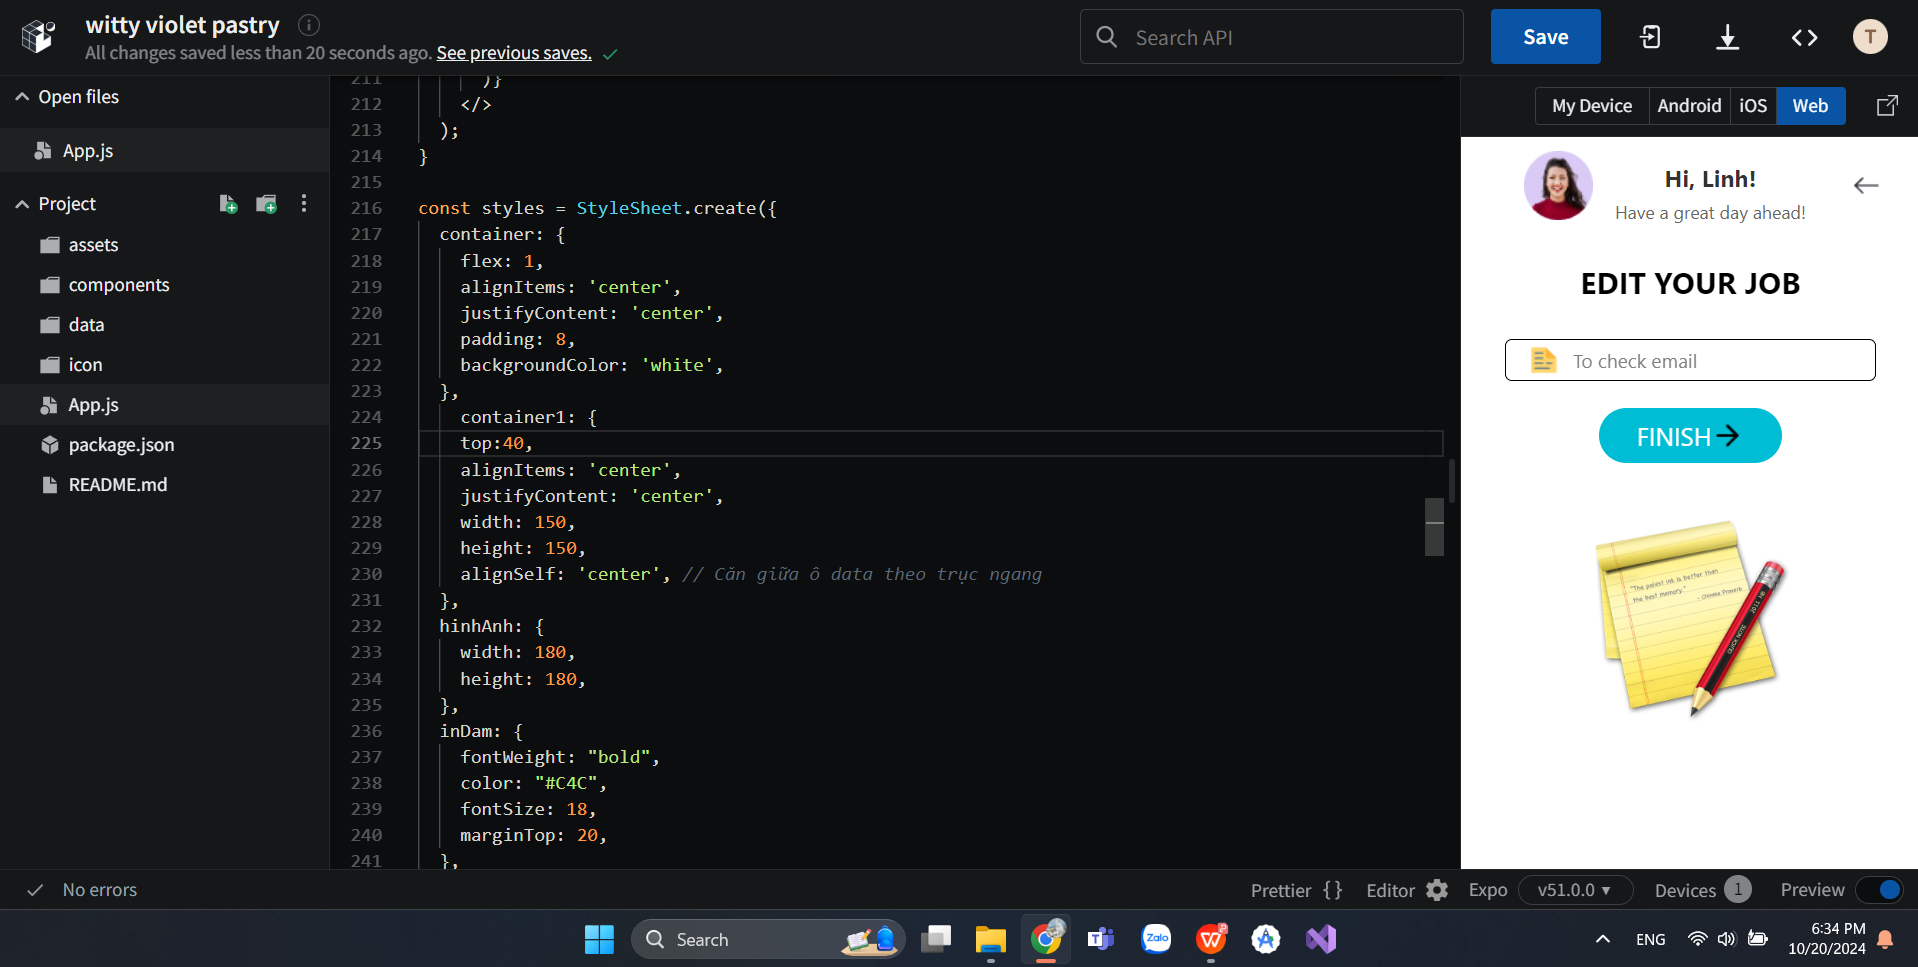 witty violet pastry
All changes saved less than 20 seconds ago. See previous saves.
Search API
Save
T
Open files
App.js
Project
assets
components
data
icon
App.js
package.json
README.md
211 )}
212 </>
213 );
214 }
215
216 const styles = StyleSheet.create({
217 container: {
218 flex: 1,
219 alignItems: 'center',
220 justifyContent: 'center',
221 padding: 8,
222 backgroundColor: 'white',
223 },
224 container1: {
225 top:40,
226 alignItems: 'center',
227 justifyContent: 'center',
228 width: 150,
229 height: 150,
230 alignSelf: 'center', // Căn giữa ô data theo trục ngang
231 },
232 hinhAnh: {
233 width: 180,
234 height: 180,
235 },
236 inDam: {
237 fontWeight: "bold",
238 color: "#C4C",
239 fontSize: 18,
240 marginTop: 20,
241 },
My Device Android iOS Web
Hi, Linh!
Have a great day ahead!
EDIT YOUR JOB
To check email
FINISH
"The palest ink is better than
the best memory."
- Chinese Proverb
QUICK NOTE
2011 NB
No errors
Prettier {} Editor Expo v51.0.0 Devices 1 Preview
Search
Zalo
ENG
6:34 PM
10/20/2024